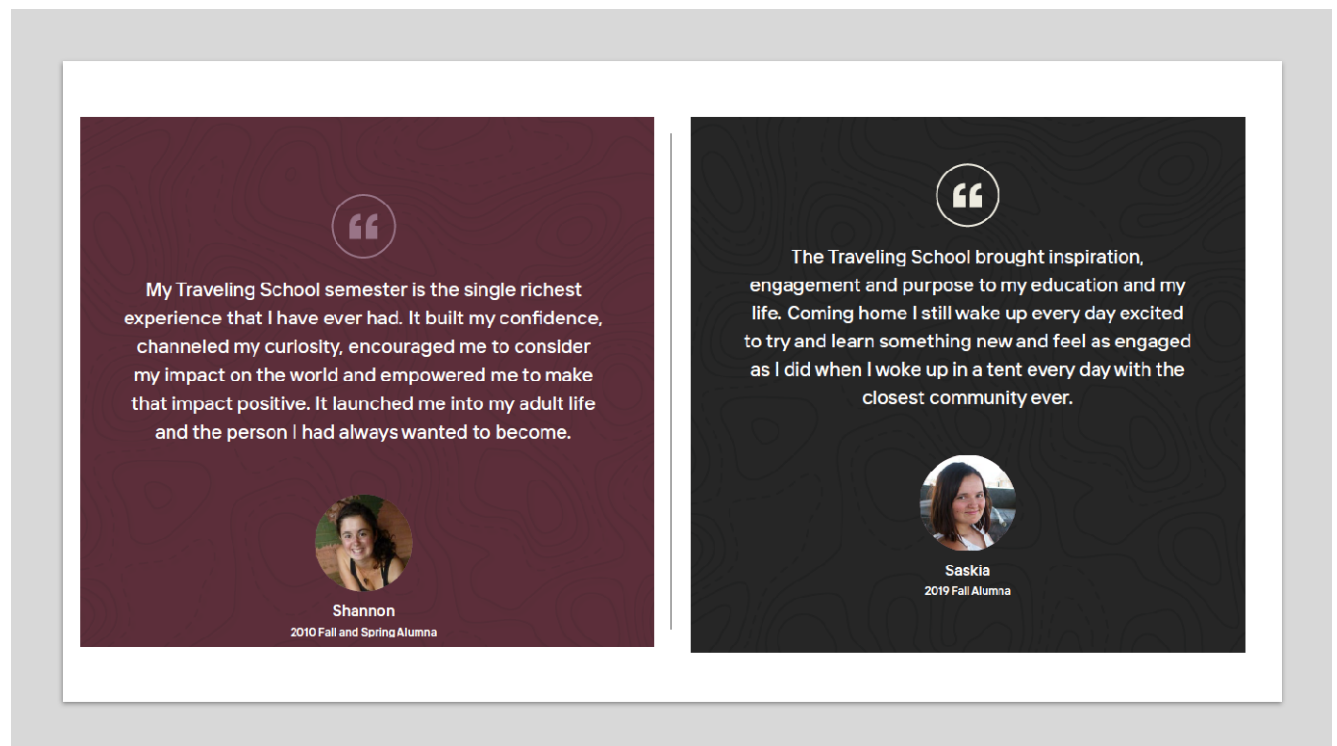 My Traveling School semester is the single richest
experience that I have ever had. It built my confidence,
channeled my curiosity, encouraged me to consider
my impact on the world and empowered me to make
that impact positive. It launched me into my adult life
and the person I had always wanted to become.
Shannon
2010 Fall and Spring Alumna
The Traveling School brought inspiration,
engagement and purpose to my education and my
life. Coming home I still wake up every day excited
to try and learn something new and feel as engaged
as I did when I woke up in a tent every day with the
closest community ever.
Saskia
2019 Fall Alumna